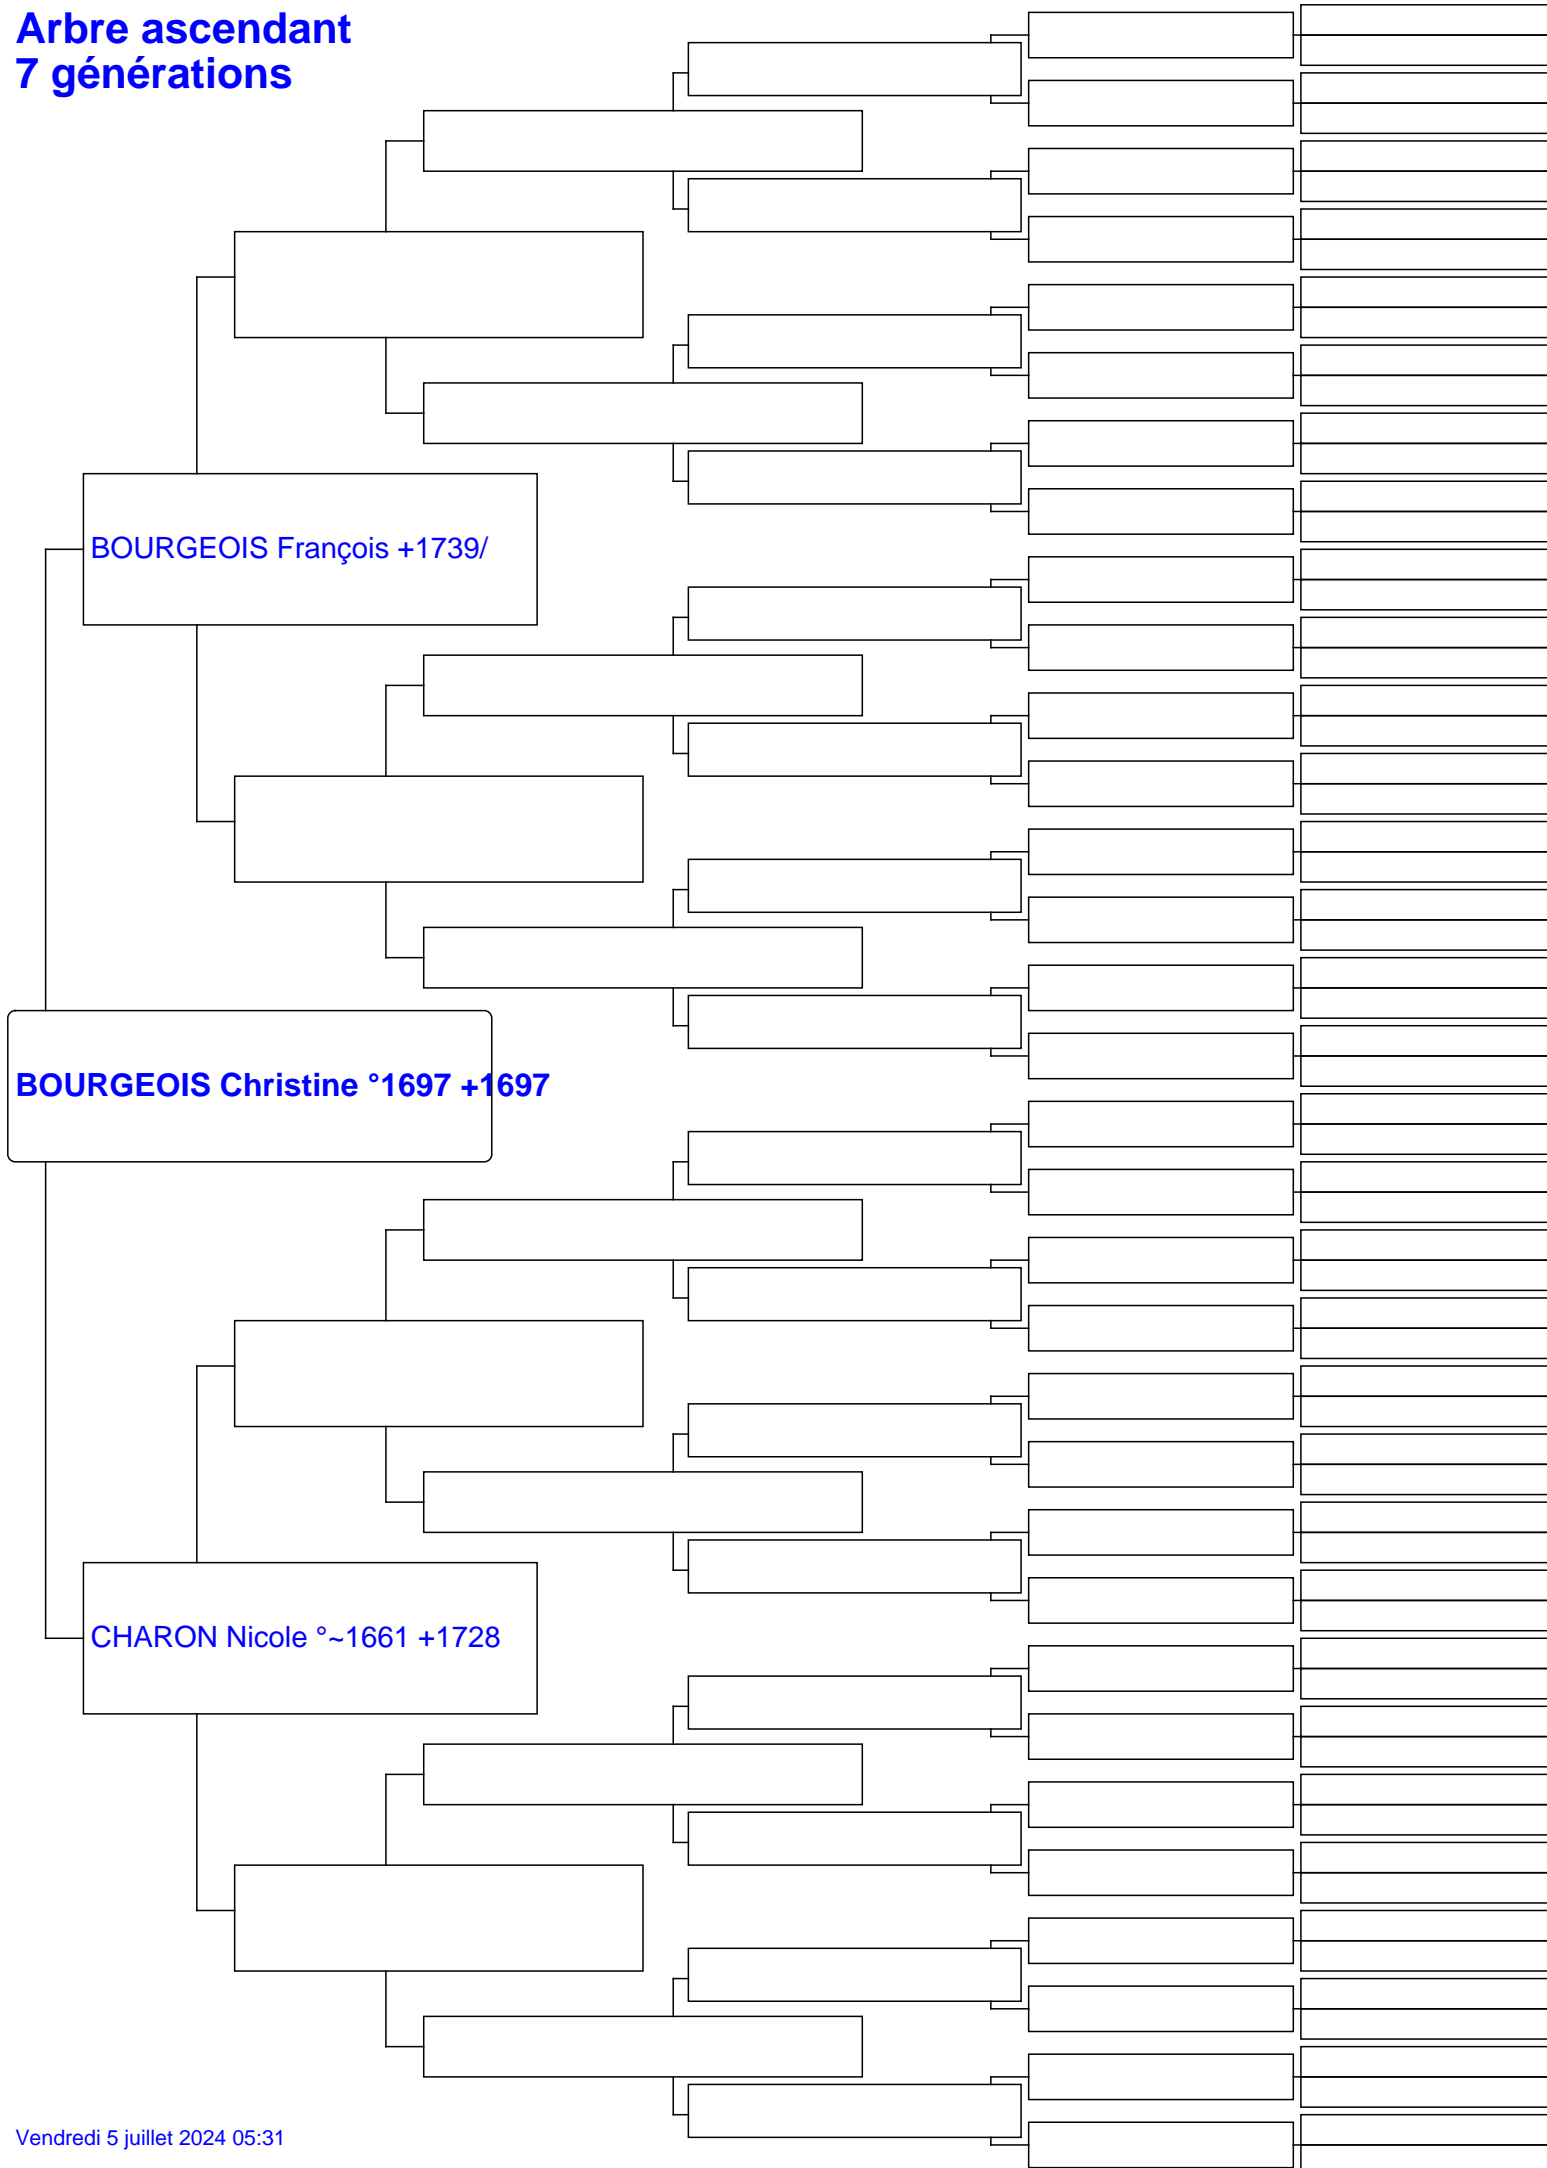 Arbre ascendant
7 générations
BOURGEOIS François +1739/
BOURGEOIS Christine °1697 +1697
CHARON Nicole °~1661 +1728
Vendredi 5 juillet 2024 05:31